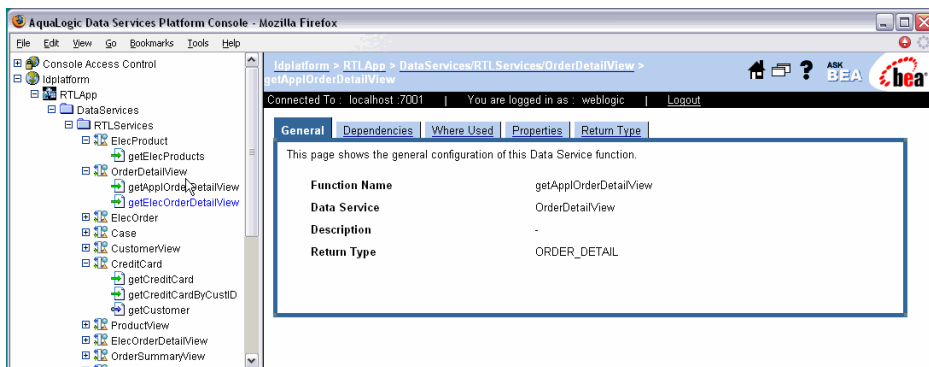 AquaLogic Data Services Platform Console - Mozilla Firefox
File Edit View Go Bookmarks Tools Help
Console Access Control
ldplatform
RTLApp
DataServices
RTLServices
ElecProduct
getElecProducts
OrderDetailView
getApplOrderDetailView
getElecOrderDetailView
ElecOrder
Case
CustomerView
CreditCard
getCreditCard
getCreditCardByCustID
getCustomer
ProductView
ElecOrderDetailView
OrderSummaryView
ldplatform > RTLApp > DataServices/RTLServices/OrderDetailView >
getApplOrderDetailView
ASK
BEA
bea
Connected To : localhost :7001 | You are logged in as : weblogic | Logout
General Dependencies Where Used Properties Return Type
This page shows the general configuration of this Data Service function.
Function Name getApplOrderDetailView
Data Service OrderDetailView
Description -
Return Type ORDER_DETAIL